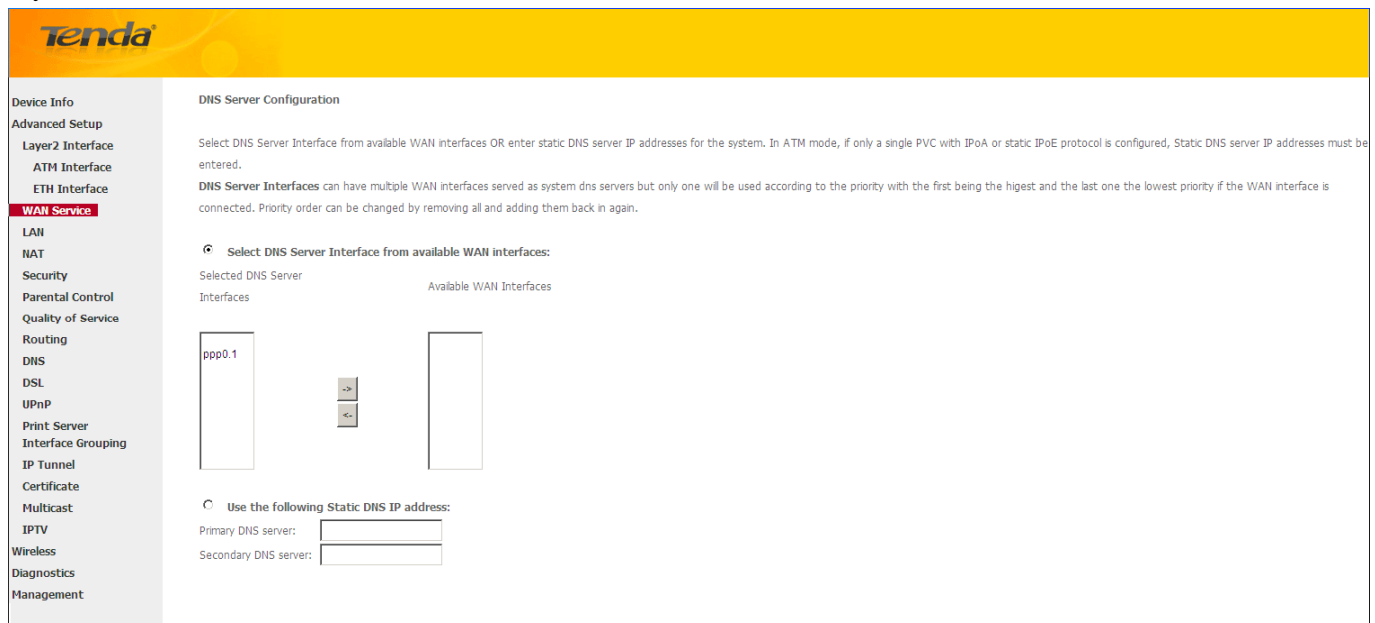 Tenda®
Device Info
Advanced Setup
Layer2 Interface
ATM Interface
ETH Interface
WAN Service
LAN
NAT
Security
Parental Control
Quality of Service
Routing
DNS
DSL
UPnP
Print Server
Interface Grouping
IP Tunnel
Certificate
Multicast
IPTV
Wireless
Diagnostics
Management
DNS Server Configuration
Select DNS Server Interface from available WAN interfaces OR enter static DNS server IP addresses for the system. In ATM mode, if only a single PVC with IPoA or static IPoE protocol is configured, Static DNS server IP addresses must be
entered.
DNS Server Interfaces can have multiple WAN interfaces served as system dns servers but only one will be used according to the priority with the first being the higest and the last one the lowest priority if the WAN interface is
connected. Priority order can be changed by removing all and adding them back in again.
Select DNS Server Interface from available WAN interfaces:
Selected DNS Server
Interfaces
Available WAN Interfaces
ppp0.1
->
<-
Use the following Static DNS IP address:
Primary DNS server:
Secondary DNS server: